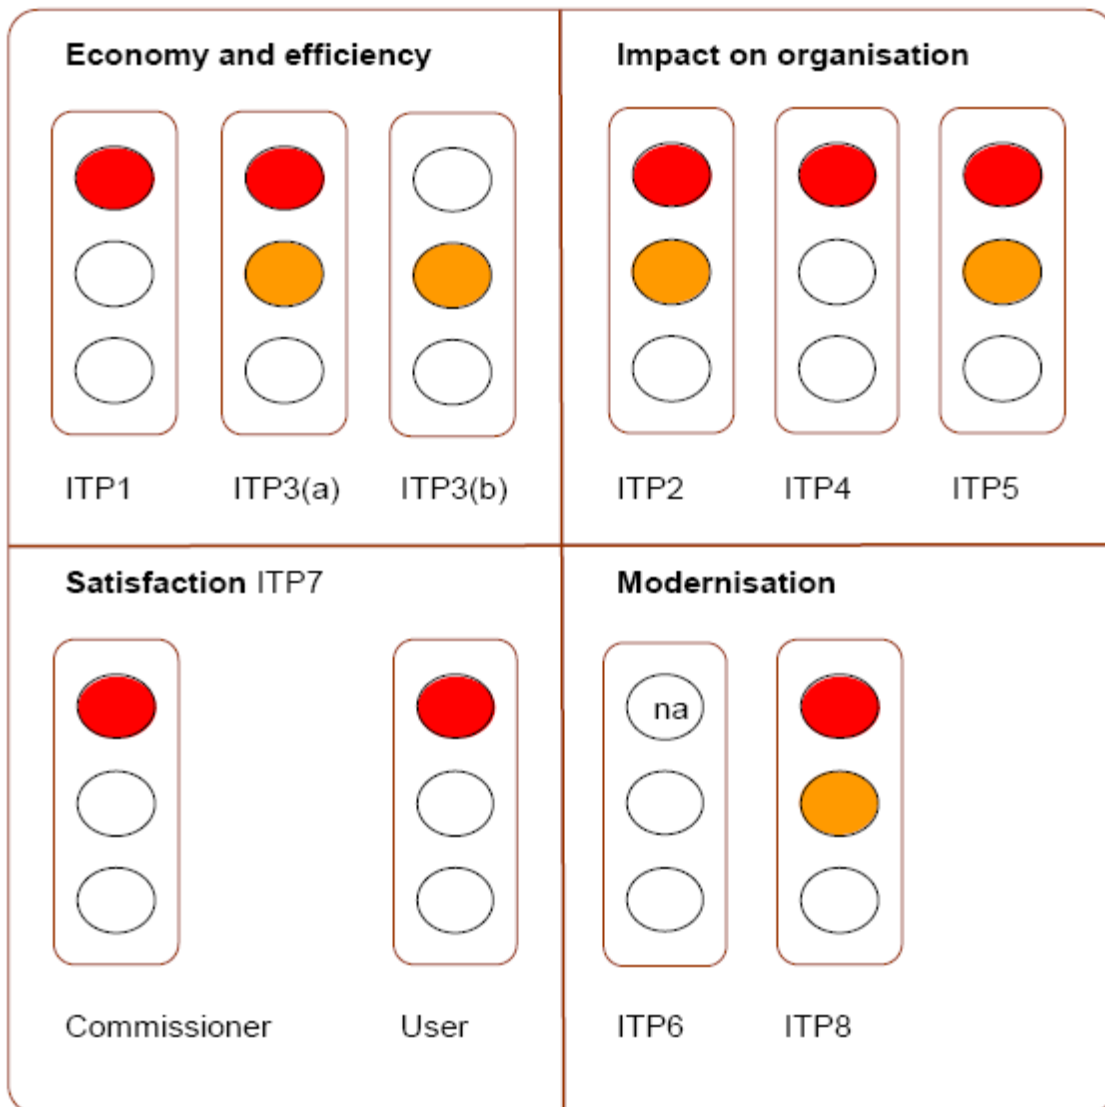 Economy and efficiency
ITP1 ITP3(a) ITP3(b)
Impact on organisation
ITP2 ITP4 ITP5
Satisfaction ITP7
Commissioner User
Modernisation
na
ITP6 ITP8